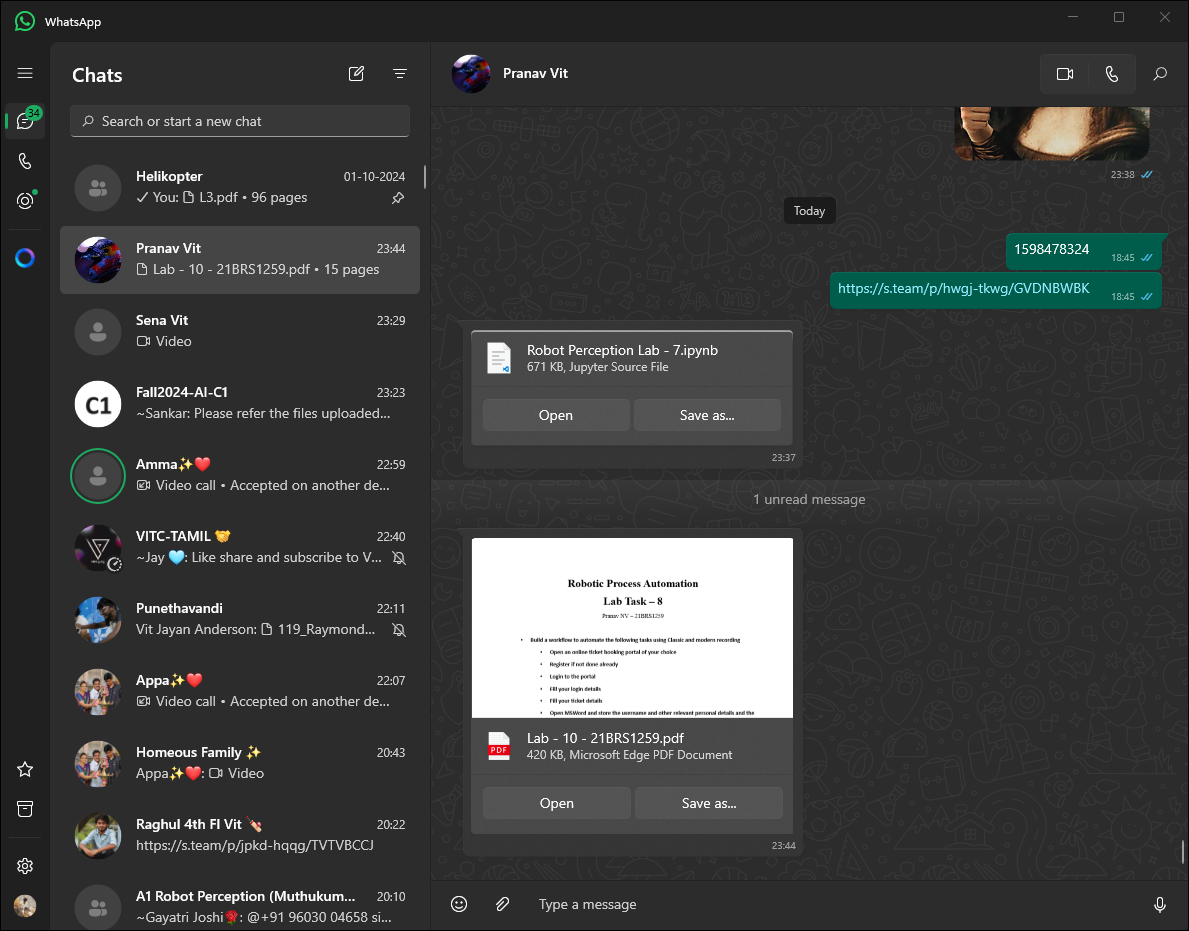 WhatsApp
Chats
34
Search or start a new chat
Helikopter
01-10-2024
You: L3.pdf • 96 pages
Pranav Vit
23:44
Lab - 10 - 21BRS1259.pdf • 15 pages
Sena Vit
23:29
Video
C1
Fall2024-AI-C1
23:23
~Sankar: Please refer the files uploaded...
Amma✨❤️
22:59
Video call • Accepted on another de...
VITC-TAMIL 🤝
22:40
~Jay 🩵: Like share and subscribe to V...
Punethavandi
22:11
Vit Jayan Anderson: 119_Raymond...
Appa✨❤️
22:07
Video call • Accepted on another de...
Homeous Family ✨
20:43
Appa✨❤️: Video
Raghul 4th Fl Vit 🏏
20:22
https://s.team/p/jpkd-hqqg/TVTVBCCJ
A1 Robot Perception (Muthukum...
20:10
~Gayatri Joshi🌹: @+91 96030 04658 si...
Pranav Vit
23:38
Today
1598478324
18:45
https://s.team/p/hwgj-tkwg/GVDNBWBK
18:45
Robot Perception Lab - 7.ipynb
671 KB, Jupyter Source File
Open
Save as...
23:37
1 unread message
Robotic Process Automation
Lab Task – 8
Pranav NV – 21BRS1259
• Build a workflow to automate the following tasks using Classic and modern recording
• Open an online ticket booking portal of your choice
• Register if not done already
• Login to the portal
• Fill your login details
• Fill your ticket details
• Open MSWord and store the username and other relevant personal details and the
PDF
Lab - 10 - 21BRS1259.pdf
420 KB, Microsoft Edge PDF Document
Open
Save as...
23:44
Type a message